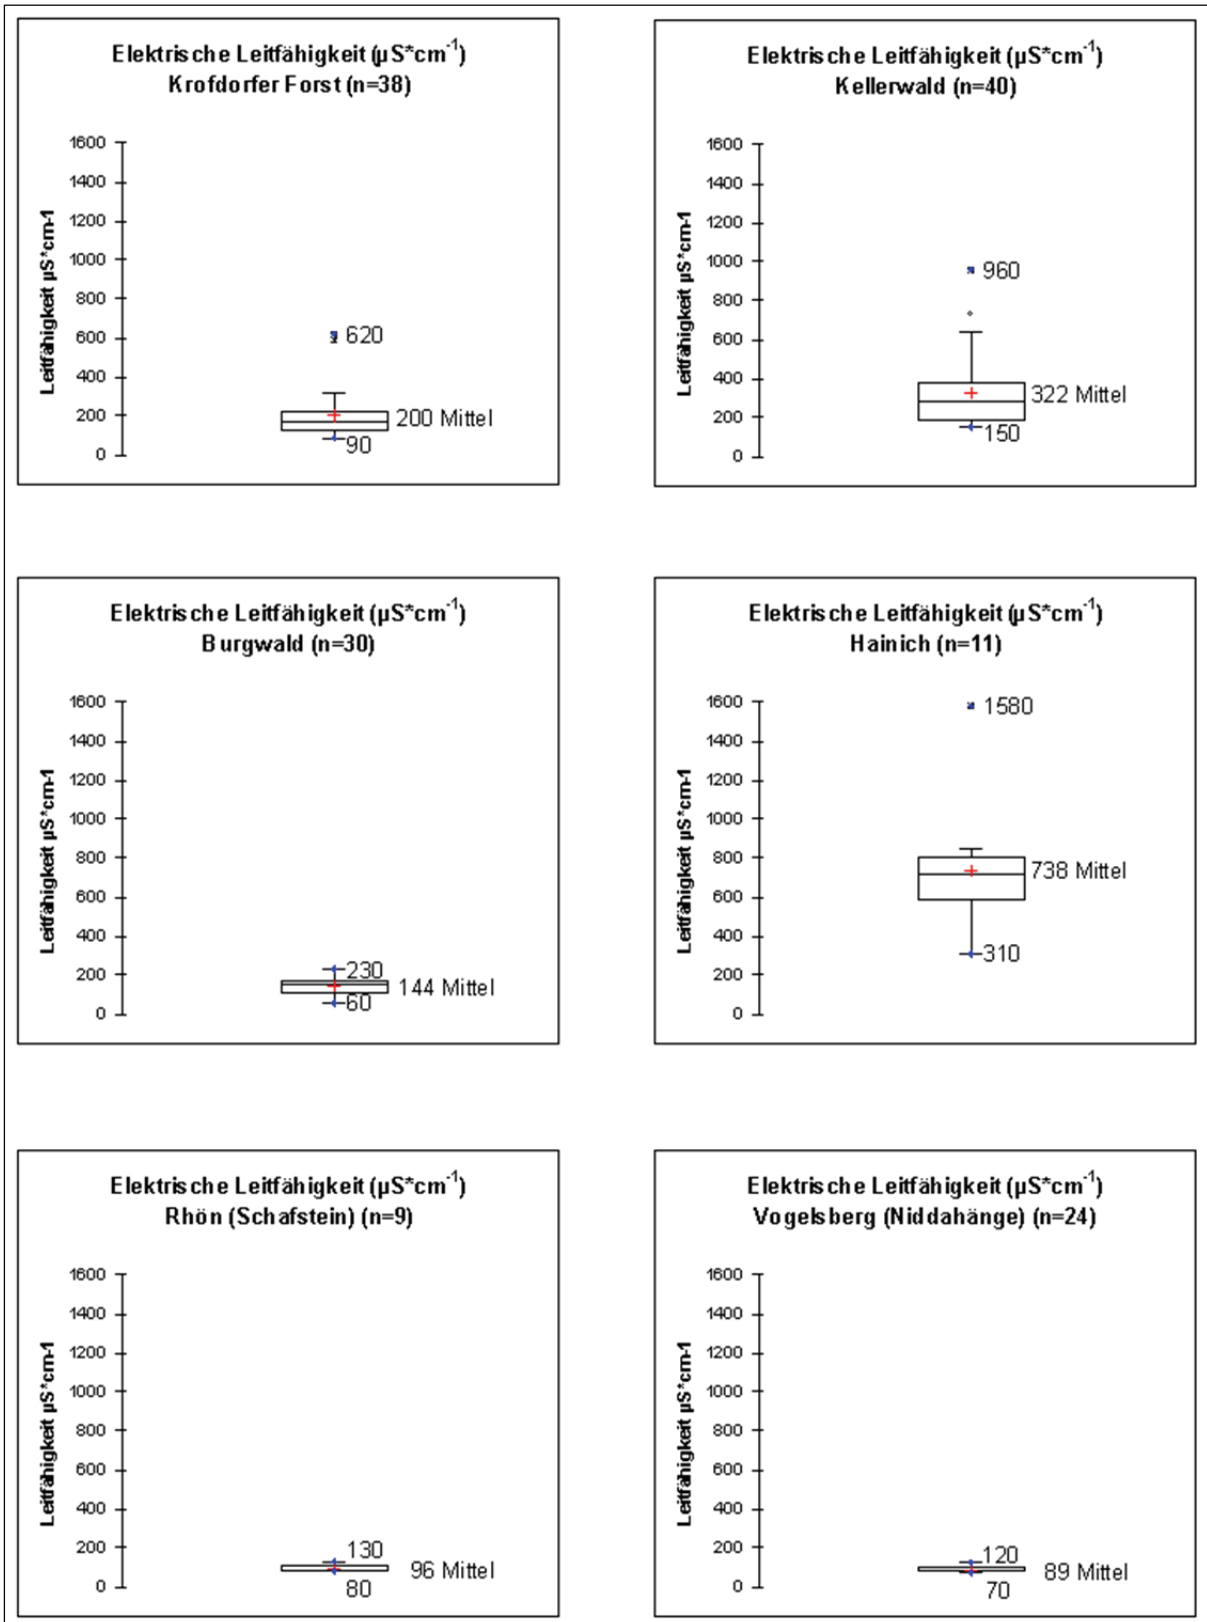 Elektrische Leitfähigkeit (µS*cm-1)
Krofdorfer Forst (n=38)
Leitfähigkeit µS*cm-1
1600
1400
1200
1000
800
600
400
200
0
620
200 Mittel
90
Elektrische Leitfähigkeit (µS*cm-1)
Kellerwald (n=40)
Leitfähigkeit µS*cm-1
1600
1400
1200
1000
800
600
400
200
0
960
322 Mittel
150
Elektrische Leitfähigkeit (µS*cm-1)
Burgwald (n=30)
Leitfähigkeit µS*cm-1
1600
1400
1200
1000
800
600
400
200
0
230
144 Mittel
60
Elektrische Leitfähigkeit (µS*cm-1)
Hainich (n=11)
Leitfähigkeit µS*cm-1
1600
1400
1200
1000
800
600
400
200
0
1580
738 Mittel
310
Elektrische Leitfähigkeit (µS*cm-1)
Rhön (Schafstein) (n=9)
Leitfähigkeit µS*cm-1
1600
1400
1200
1000
800
600
400
200
0
130
96 Mittel
80
Elektrische Leitfähigkeit (µS*cm-1)
Vogelsberg (Niddahänge) (n=24)
Leitfähigkeit µS*cm-1
1600
1400
1200
1000
800
600
400
200
0
120
89 Mittel
70